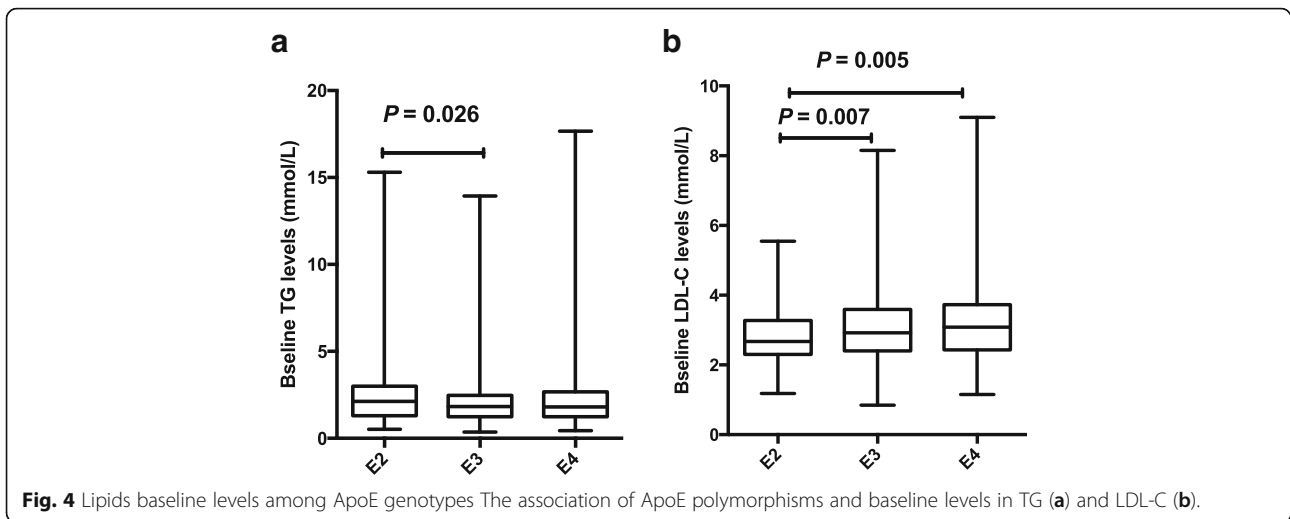 a
b
P = 0.026
P = 0.005
P = 0.007
Bseline TG levels (mmol/L)
20
15
10
5
0
E2
E3
E4
Bseline LDL-C levels (mmol/L)
10
8
6
4
2
0
E2
E3
E4
Fig. 4 Lipids baseline levels among ApoE genotypes The association of ApoE polymorphisms and baseline levels in TG (a) and LDL-C (b).